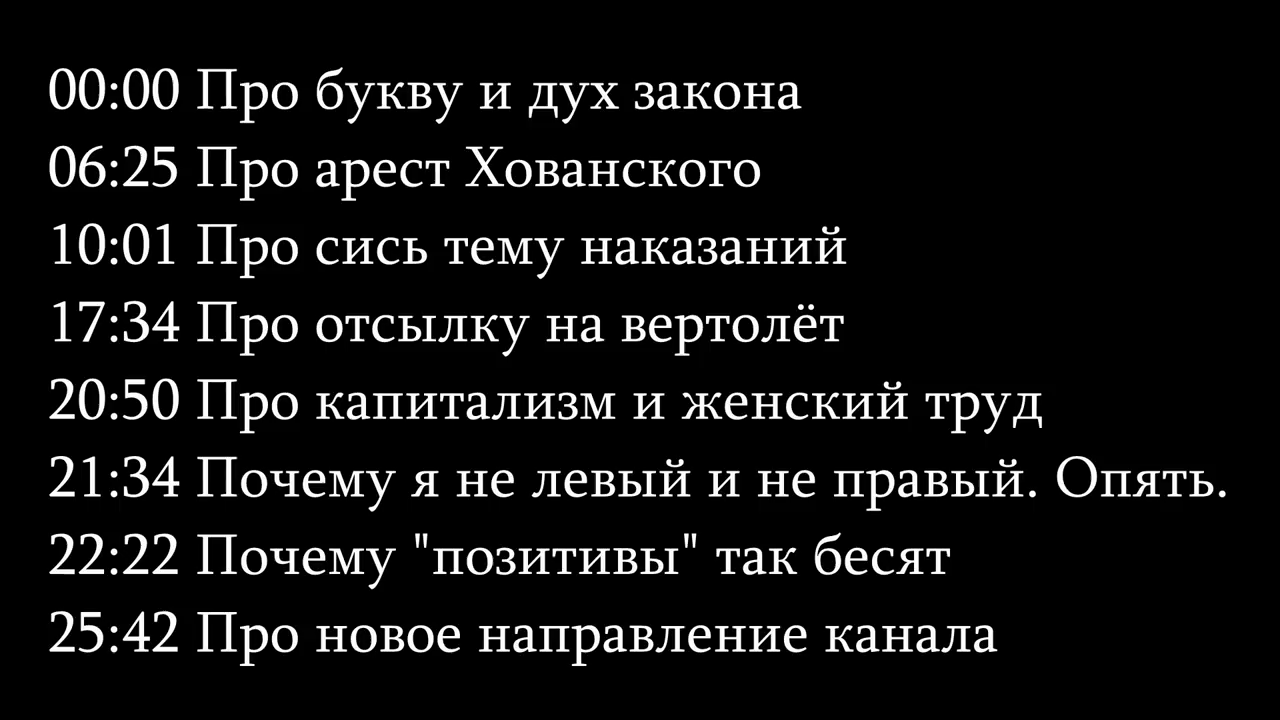 00:00 Про букву и дух закона
06:25 Про арест Хованского
10:01 Про сись тему наказаний
17:34 Про отсылку на вертолёт
20:50 Про капитализм и женский труд
21:34 Почему я не левый и не правый. Опять.
22:22 Почему "позитивы" так бесят
25:42 Про новое направление канала